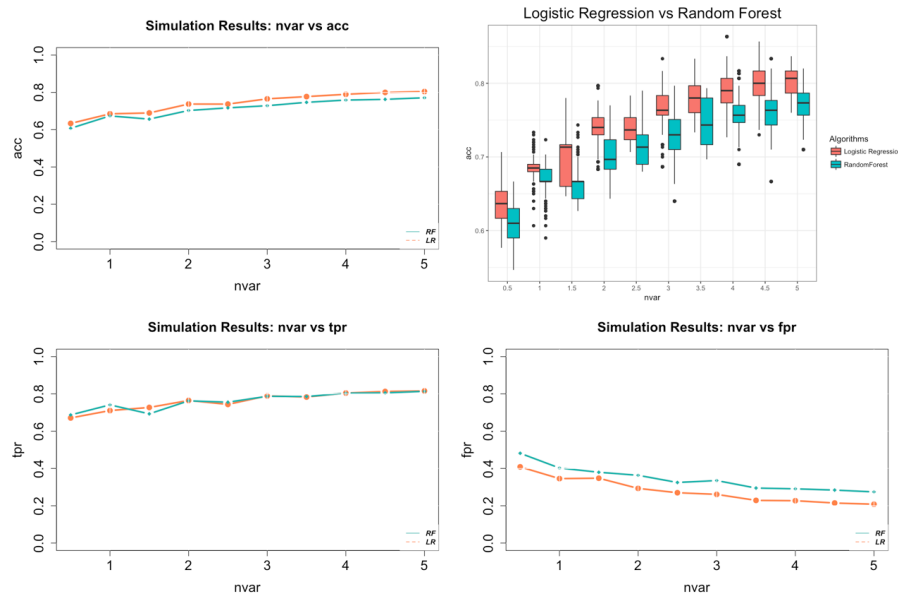 Simulation Results: nvar vs acc
acc
0.0 0.2 0.4 0.6 0.8 1.0
RF
LR
1 2 3 4 5
nvar
Logistic Regression vs Random Forest
acc
0.8
0.7
0.6
0.5 1 1.5 2 2.5 3 3.5 4 4.5 5
nvar
Algorithms
Logistic Regressio
RandomForest
Simulation Results: nvar vs tpr
tpr
0.0 0.2 0.4 0.6 0.8 1.0
RF
LR
1 2 3 4 5
nvar
Simulation Results: nvar vs fpr
fpr
0.0 0.2 0.4 0.6 0.8 1.0
RF
LR
1 2 3 4 5
nvar